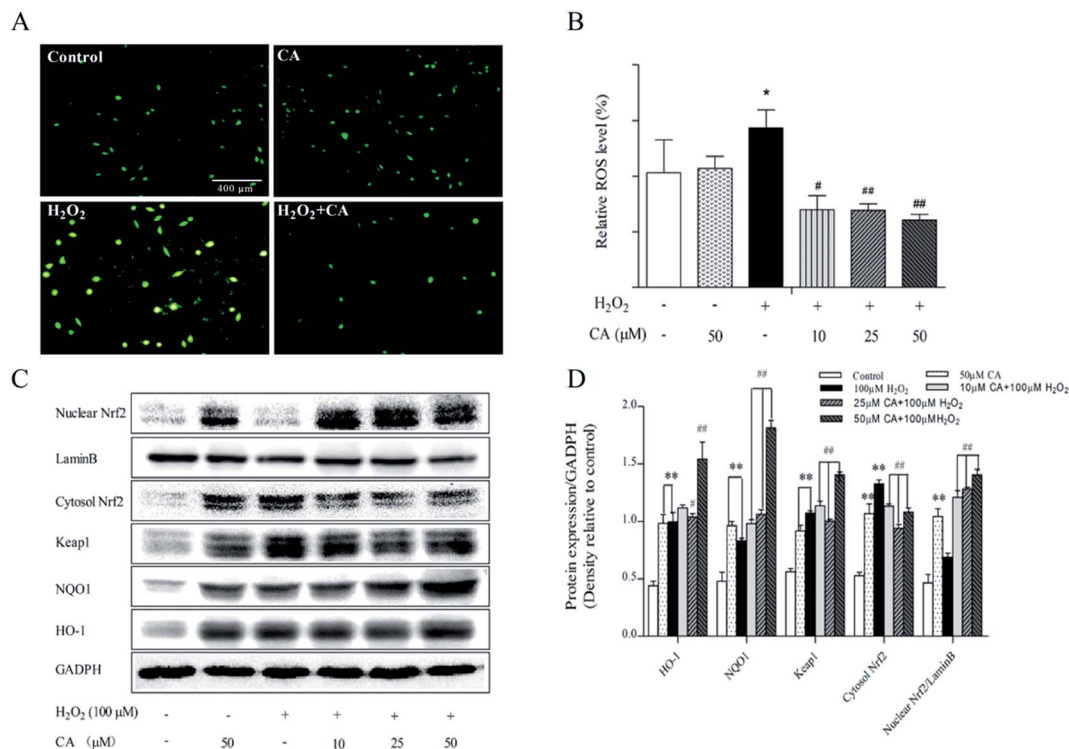 A
Control
CA
400 μm
H₂O₂
H₂O₂+CA
B
Relative ROS level (%)
*
#
##
##
H₂O₂ - - + + + +
CA (μM) - 50 - 10 25 50
C
Nuclear Nrf2
LaminB
Cytosol Nrf2
Keap1
NQO1
HO-1
GADPH
H₂O₂ (100 μM) - - + + + +
CA (μM) - 50 - 10 25 50
D
Control
50μM CA
100μM H₂O₂
10μM CA+100μM H₂O₂
25μM CA+100μM H₂O₂
50μM CA+100μMH₂O₂
Protein expression/GADPH
(Density relative to control)
2.0
1.5
1.0
0.5
0.0
** # ##
** ##
** ##
** ** ##
** ##
HO-1
NQO1
Keap1
Cytosol Nrf2
Nuclear Nrf2/LaminB